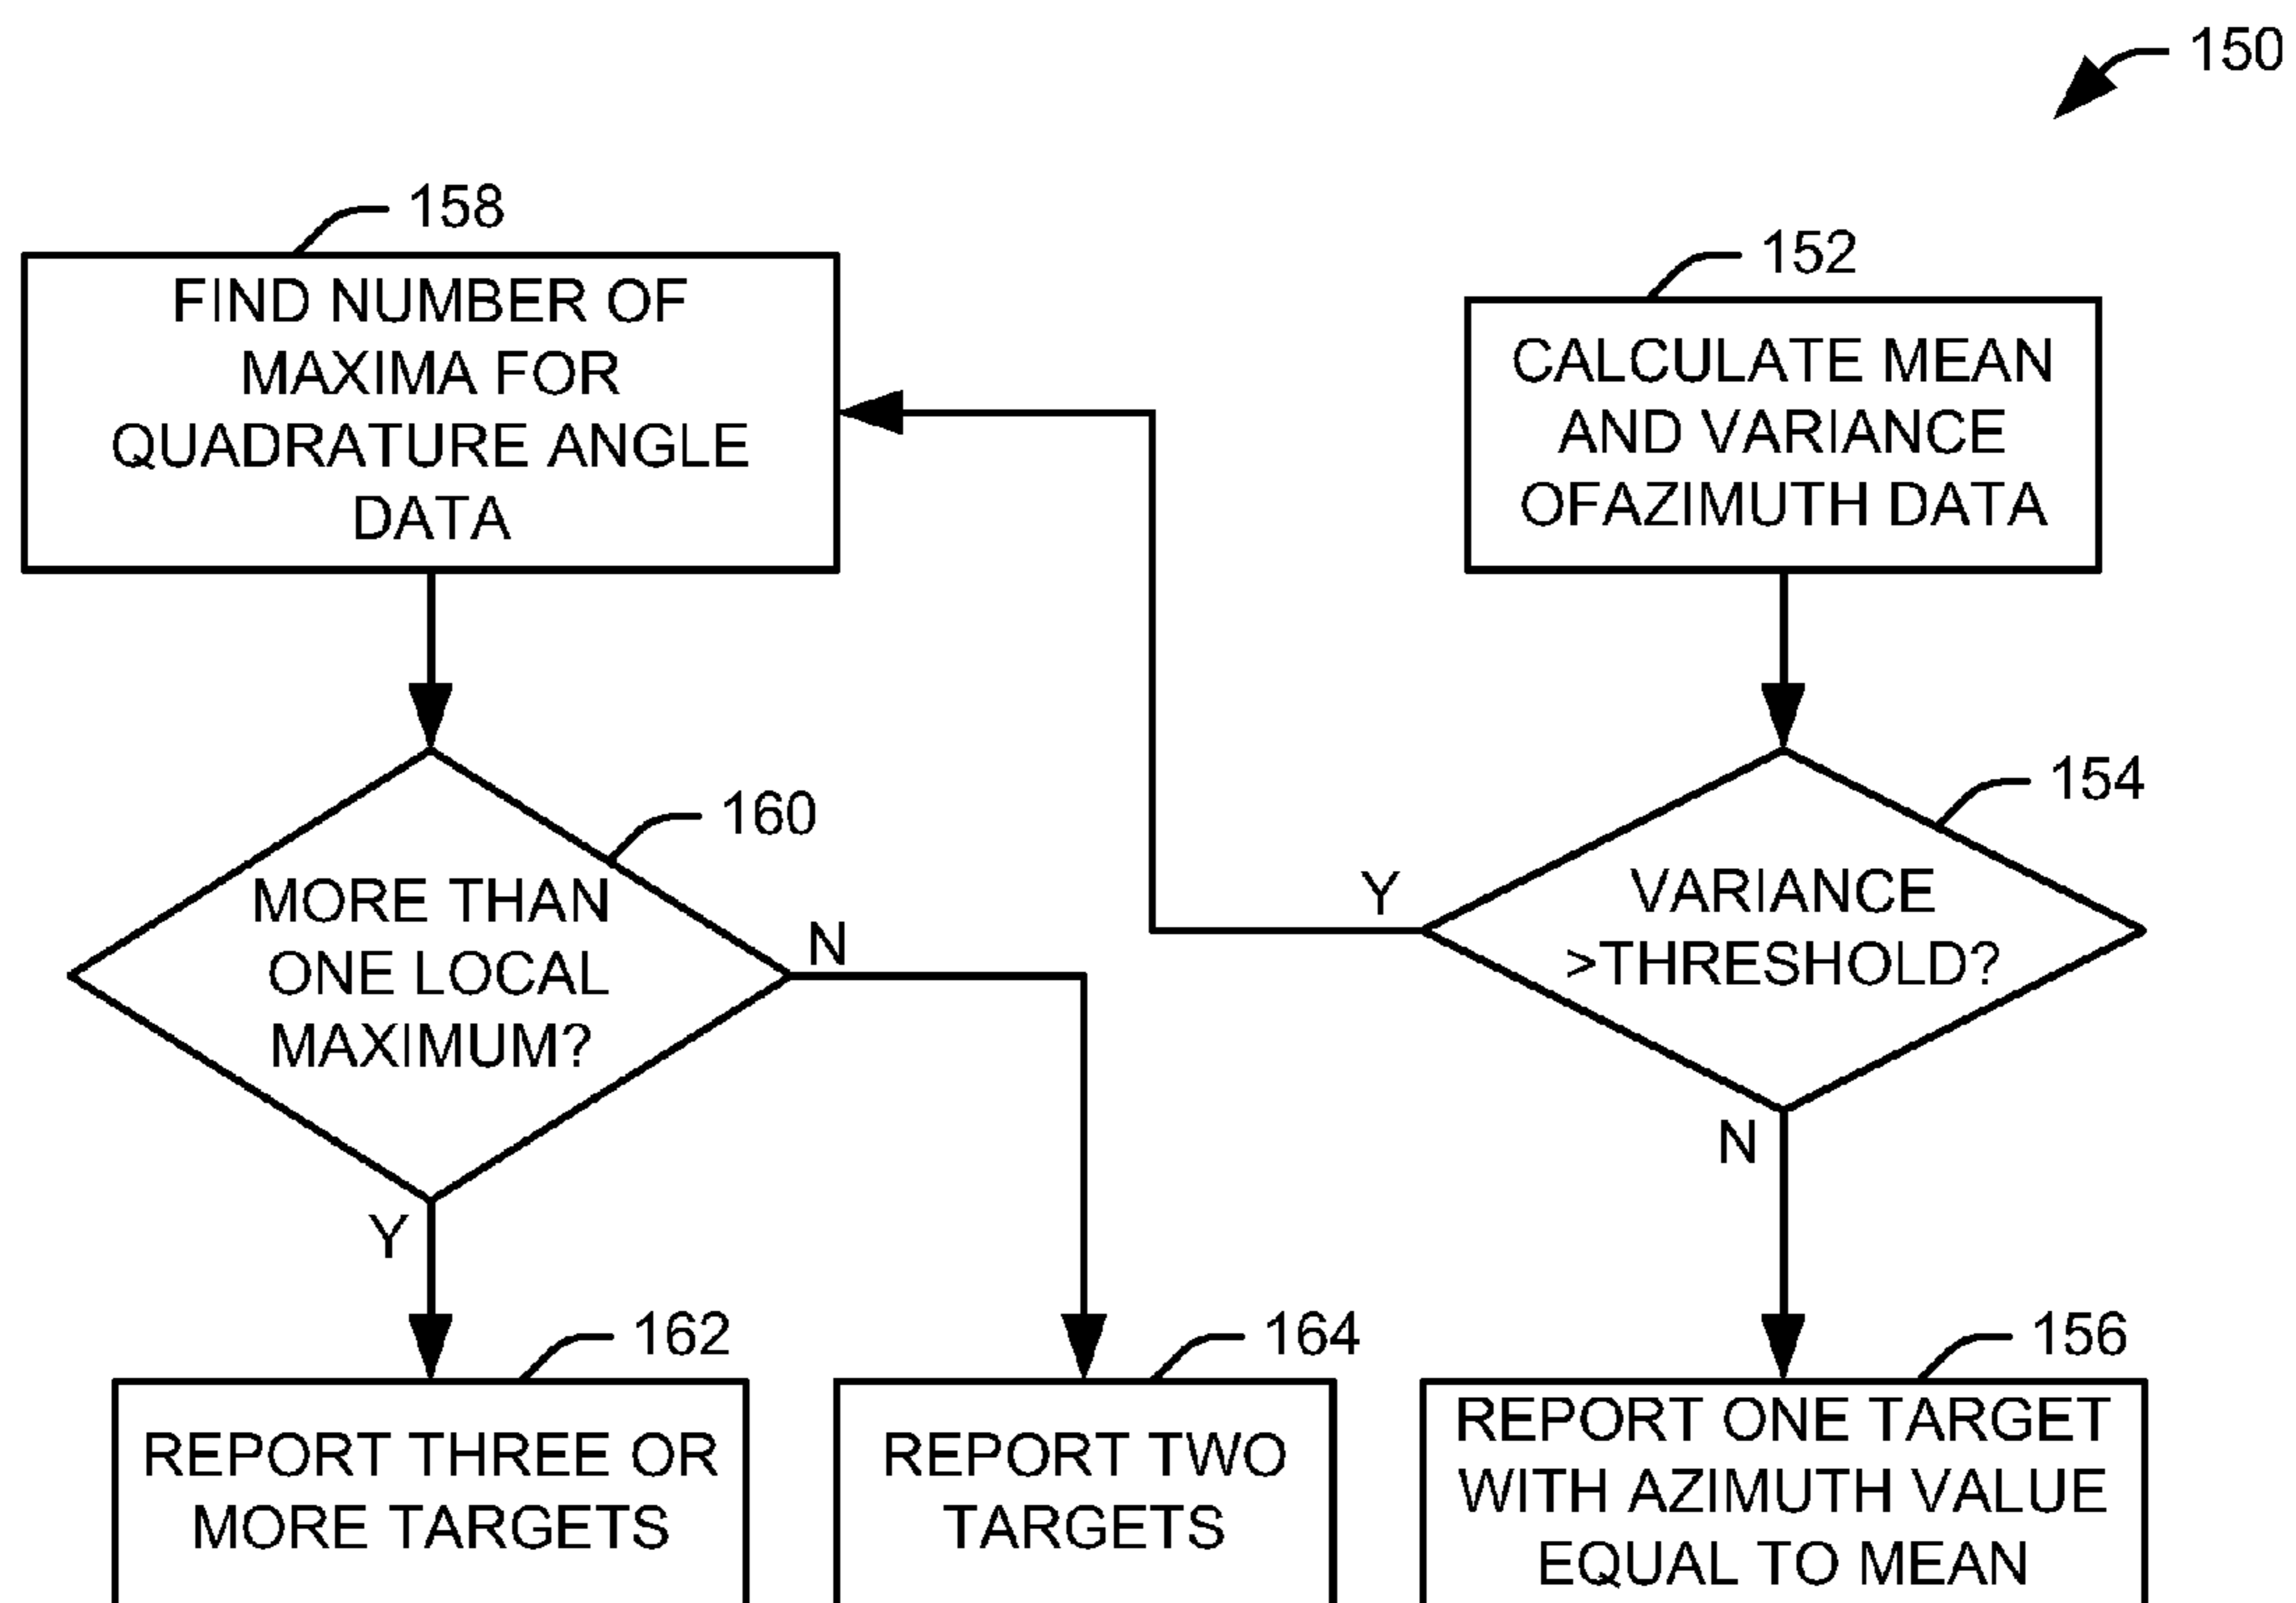 150
158
FIND NUMBER OF
MAXIMA FOR
QUADRATURE ANGLE
DATA
152
CALCULATE MEAN
AND VARIANCE
OFAZIMUTH DATA
160
MORE THAN
ONE LOCAL
MAXIMUM?
N
Y
154
VARIANCE
>THRESHOLD?
Y
N
162
REPORT THREE OR
MORE TARGETS
164
REPORT TWO
TARGETS
156
REPORT ONE TARGET
WITH AZIMUTH VALUE
EQUAL TO MEAN